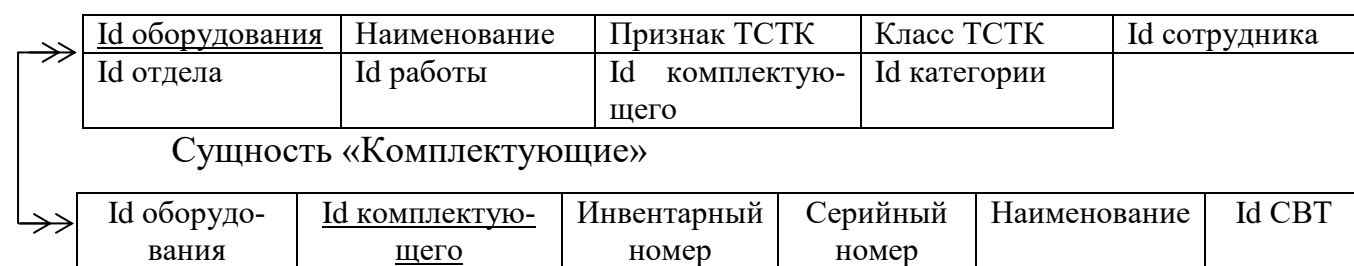 Id оборудования Наименование Признак ТСТК Класс ТСТК Id сотрудника
Id отдела Id работы Id комплектую- Id категории
щего
Сущность «Комплектующие»
Id оборудо- Id комплектую- Инвентарный Серийный Наименование Id СВТ
вания щего номер номер